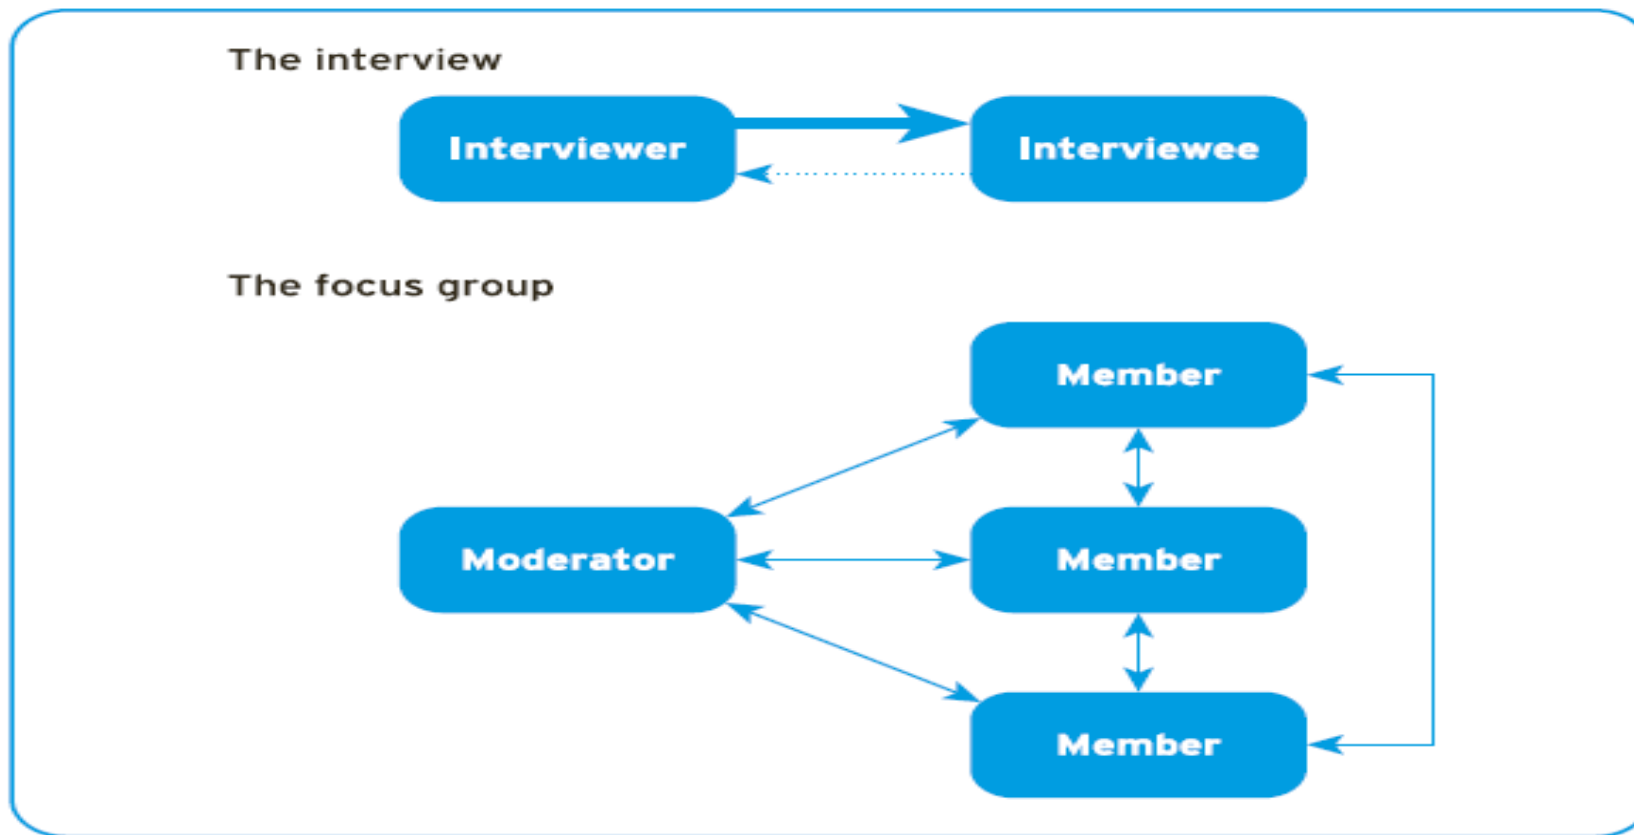 The interview
Interviewer
Interviewee
The focus group
Member
Moderator
Member
Member